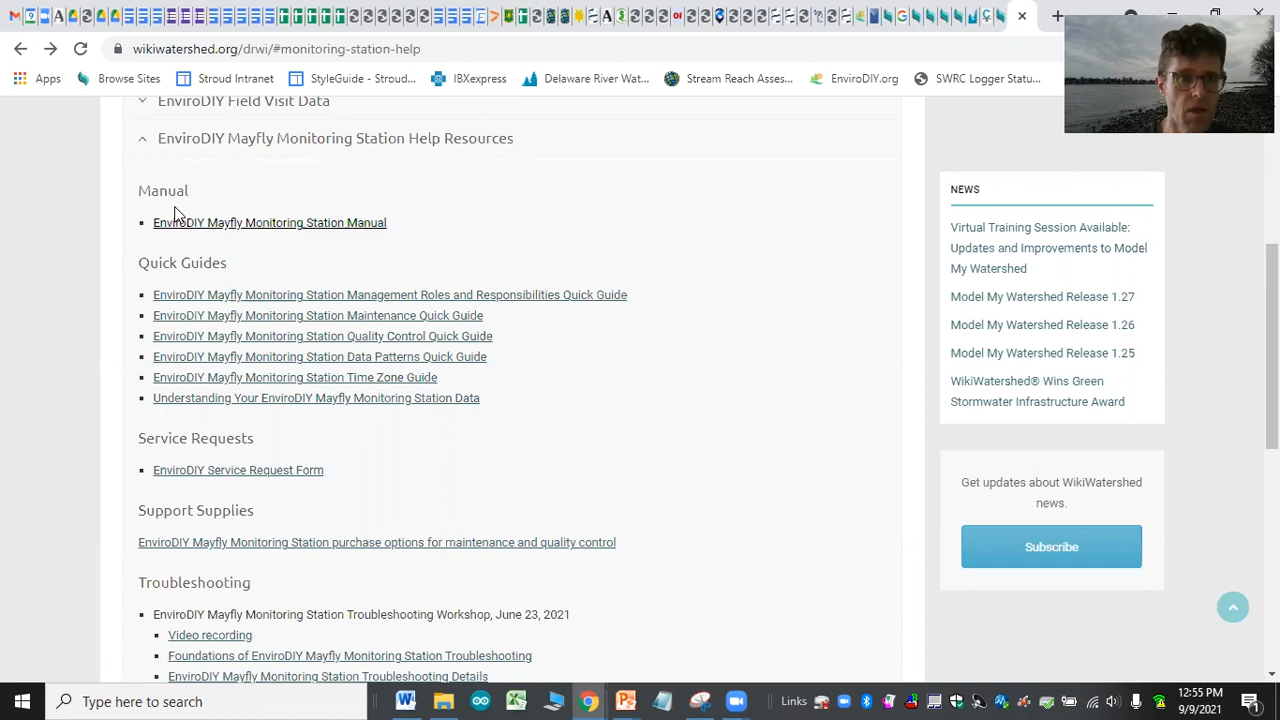 wikiwatershed.org/drwi/#monitoring-station-help
Apps
Browse Sites
Stroud Intranet
StyleGuide - Stroud...
IBXexpress
Delaware River Wat...
Stream Reach Asses...
EnviroDIY.org
SWRC Logger Statu...
EnviroDIY Field Visit Data
EnviroDIY Mayfly Monitoring Station Help Resources
Manual
EnviroDIY Mayfly Monitoring Station Manual
Quick Guides
EnviroDIY Mayfly Monitoring Station Management Roles and Responsibilities Quick Guide
EnviroDIY Mayfly Monitoring Station Maintenance Quick Guide
EnviroDIY Mayfly Monitoring Station Quality Control Quick Guide
EnviroDIY Mayfly Monitoring Station Data Patterns Quick Guide
EnviroDIY Mayfly Monitoring Station Time Zone Guide
Understanding Your EnviroDIY Mayfly Monitoring Station Data
Service Requests
EnviroDIY Service Request Form
Support Supplies
EnviroDIY Mayfly Monitoring Station purchase options for maintenance and quality control
Troubleshooting
EnviroDIY Mayfly Monitoring Station Troubleshooting Workshop, June 23, 2021
Video recording
Foundations of EnviroDIY Mayfly Monitoring Station Troubleshooting
EnviroDIY Mayfly Monitoring Station Troubleshooting Details
NEWS
Virtual Training Session Available:
Updates and Improvements to Model
My Watershed
Model My Watershed Release 1.27
Model My Watershed Release 1.26
Model My Watershed Release 1.25
WikiWatershed® Wins Green
Stormwater Infrastructure Award
Get updates about WikiWatershed
news.
Subscribe
Type here to search
Links
12:55 PM
9/9/2021